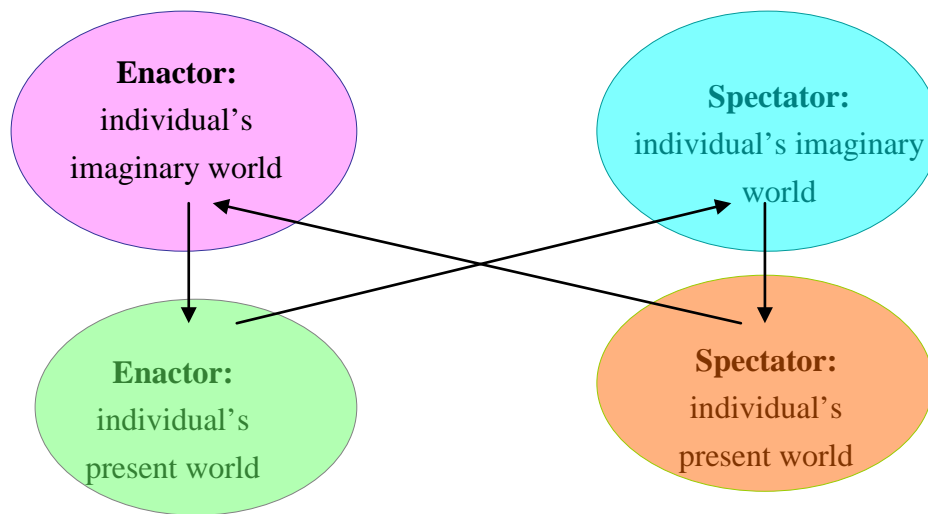 Enactor:
individual’s
imaginary world
Spectator:
individual’s imaginary
world
Enactor:
individual’s
present world
Spectator:
individual’s
present world